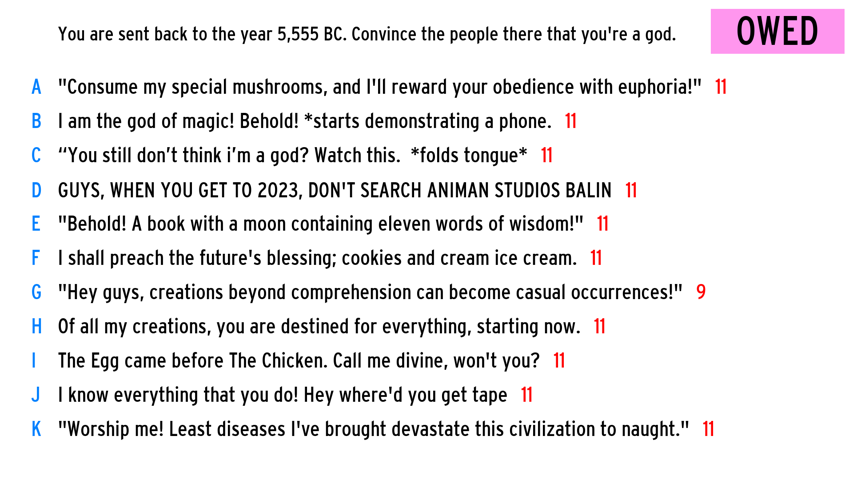 You are sent back to the year 5,555 BC. Convince the people there that you're a god.
OWED
A "Consume my special mushrooms, and I'll reward your obedience with euphoria!" 11
B I am the god of magic! Behold! *starts demonstrating a phone. 11
C “You still don’t think i’m a god? Watch this. *folds tongue* 11
D GUYS, WHEN YOU GET TO 2023, DON'T SEARCH ANIMAN STUDIOS BALIN 11
E "Behold! A book with a moon containing eleven words of wisdom!" 11
F I shall preach the future's blessing; cookies and cream ice cream. 11
G "Hey guys, creations beyond comprehension can become casual occurrences!" 9
H Of all my creations, you are destined for everything, starting now. 11
I The Egg came before The Chicken. Call me divine, won't you? 11
J I know everything that you do! Hey where'd you get tape 11
K "Worship me! Least diseases I've brought devastate this civilization to naught." 11